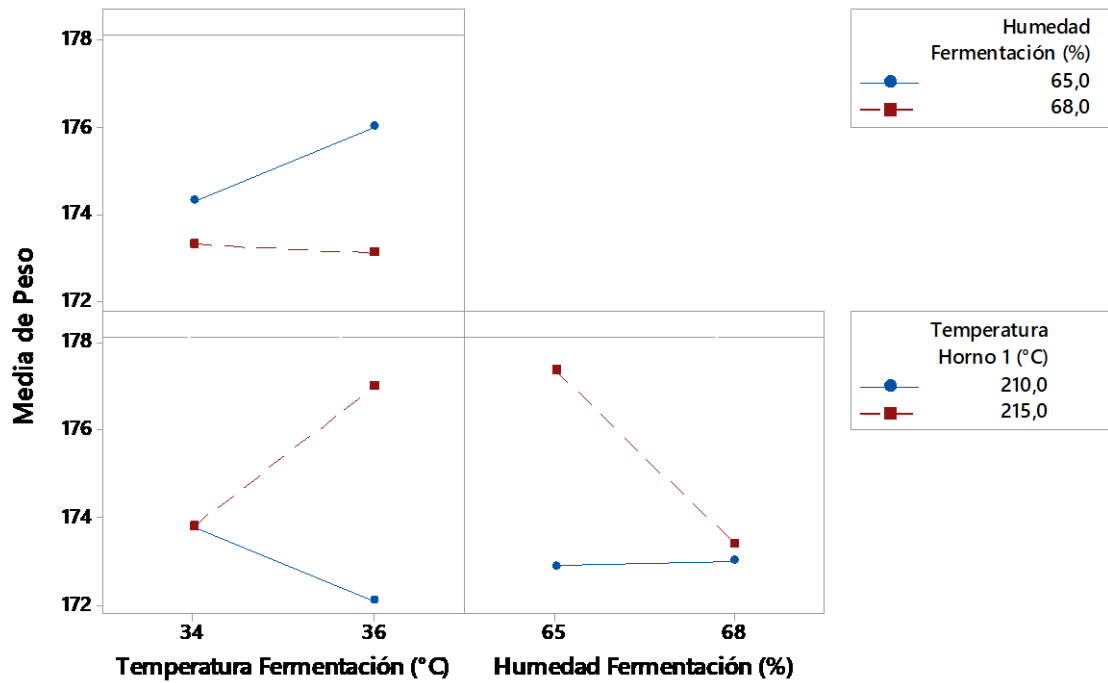 178
176
174
172
178
176
174
172
Media de Peso
34
36
65
68
Temperatura Fermentación (°C)
Humedad Fermentación (%)
Humedad
Fermentación (%)
65,0
68,0
Temperatura
Horno 1 (°C)
210,0
215,0